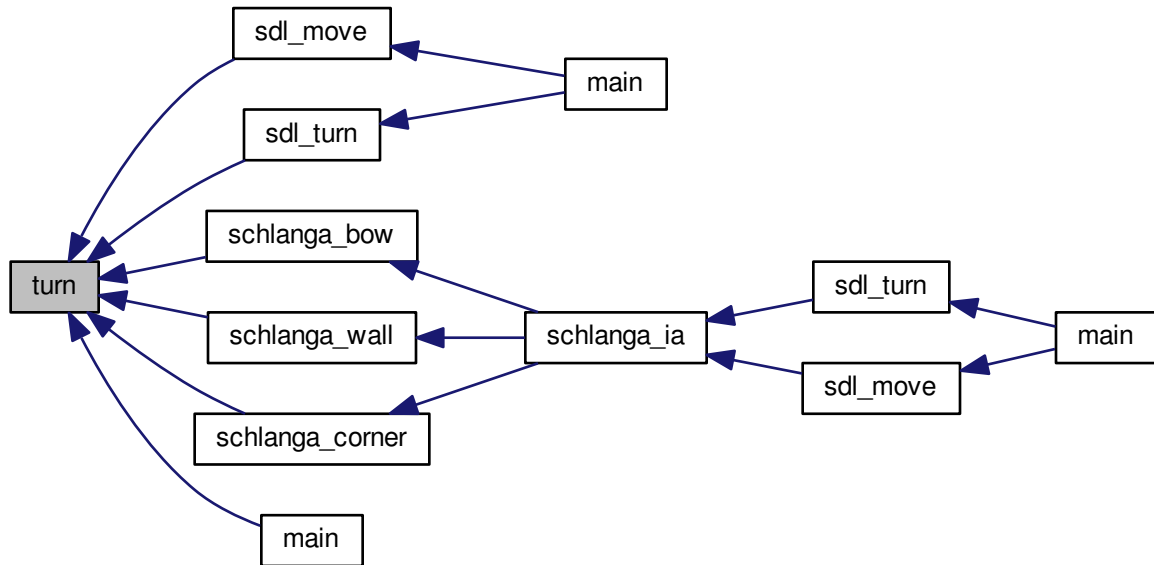 sdl_move
main
sdl_turn
schlanga_bow
turn
sdl_turn
schlanga_wall
schlanga_ia
main
sdl_move
schlanga_corner
main